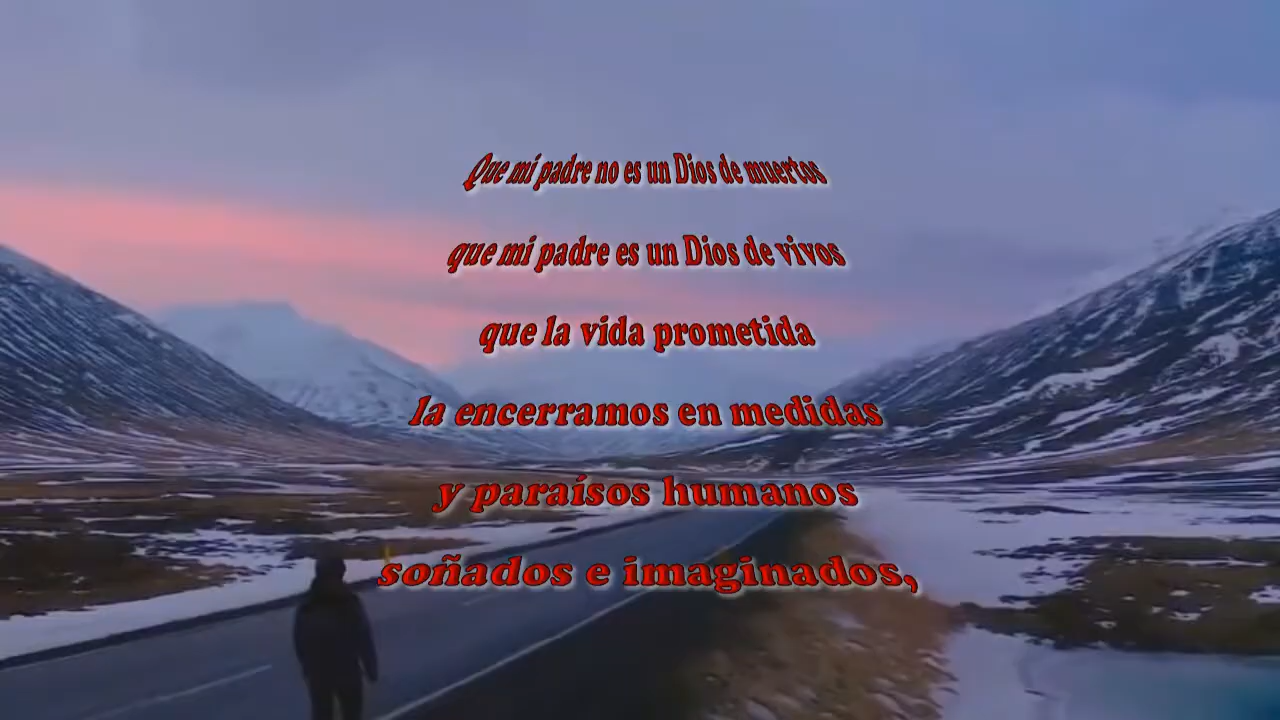 Que mi padre no es un Dios de muertos
que mi padre es un Dios de vivos
que la vida prometida
la encerramos en medidas
y paraísos humanos
soñados e imaginados,